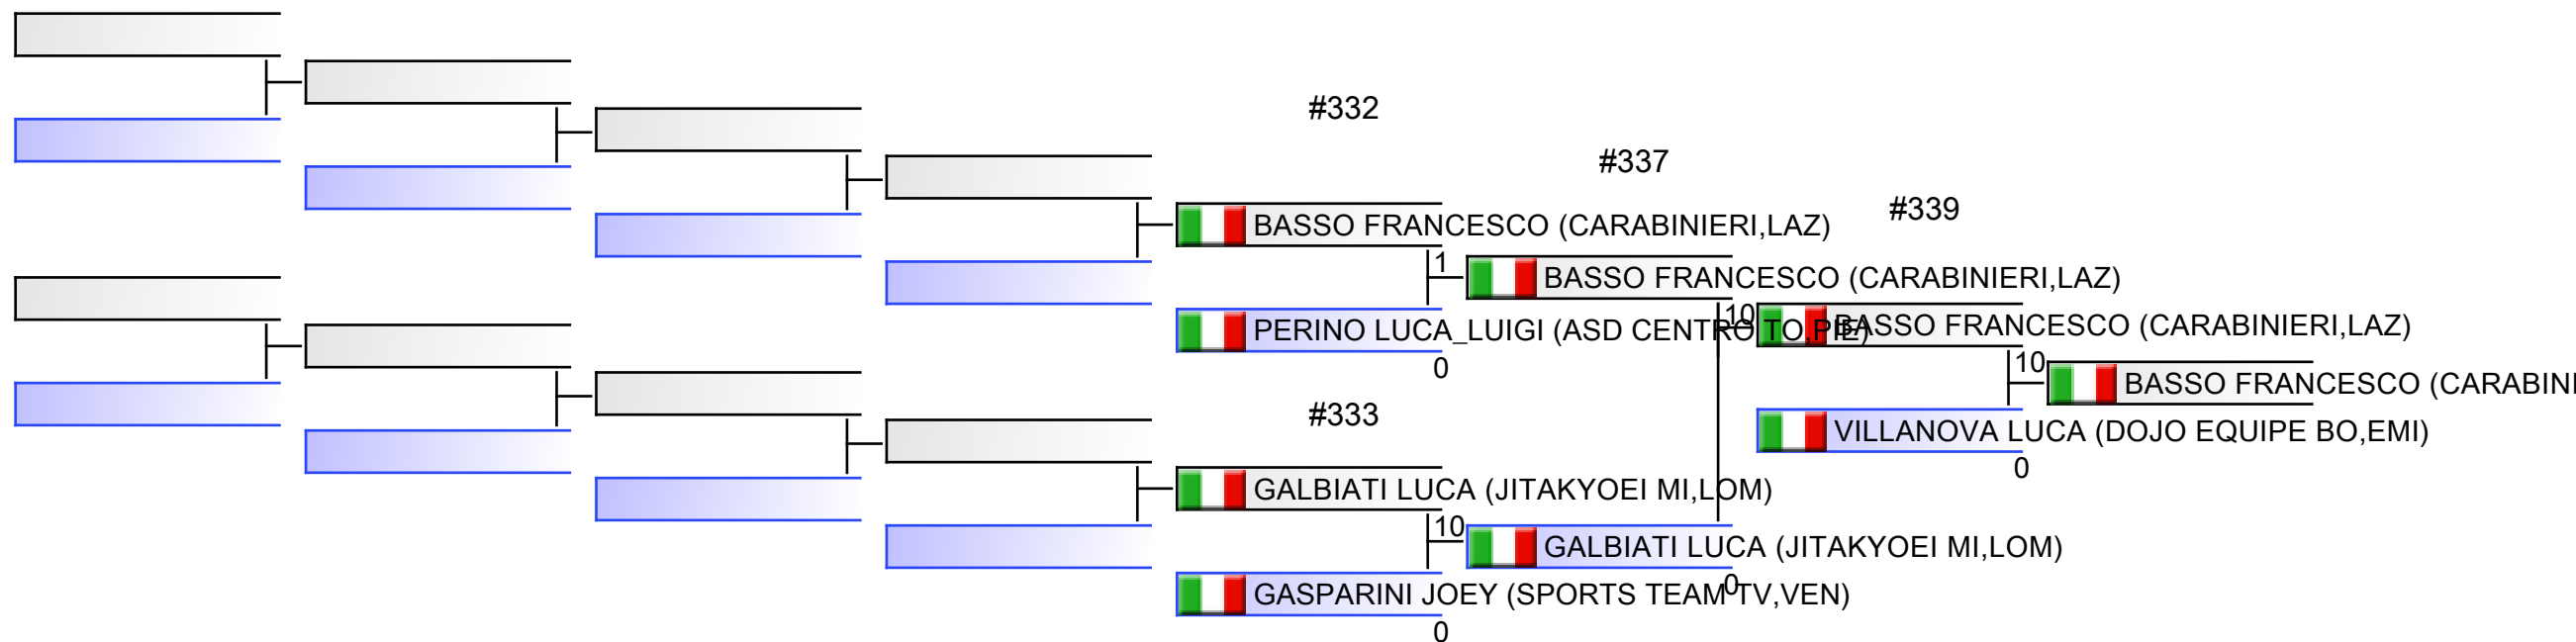 #332
#337
#339
BASSO FRANCESCO (CARABINIERI,LAZ)
1
BASSO FRANCESCO (CARABINIERI,LAZ)
10
BASSO FRANCESCO (CARABINIERI,LAZ)
PERINO LUCA_LUIGI (ASD CENTRO TO,PIE)
0
10
BASSO FRANCESCO (CARABINI
#333
VILLANOVA LUCA (DOJO EQUIPE BO,EMI)
0
GALBIATI LUCA (JITAKYOEI MI,LOM)
10
GALBIATI LUCA (JITAKYOEI MI,LOM)
0
GASPARINI JOEY (SPORTS TEAM TV,VEN)
0